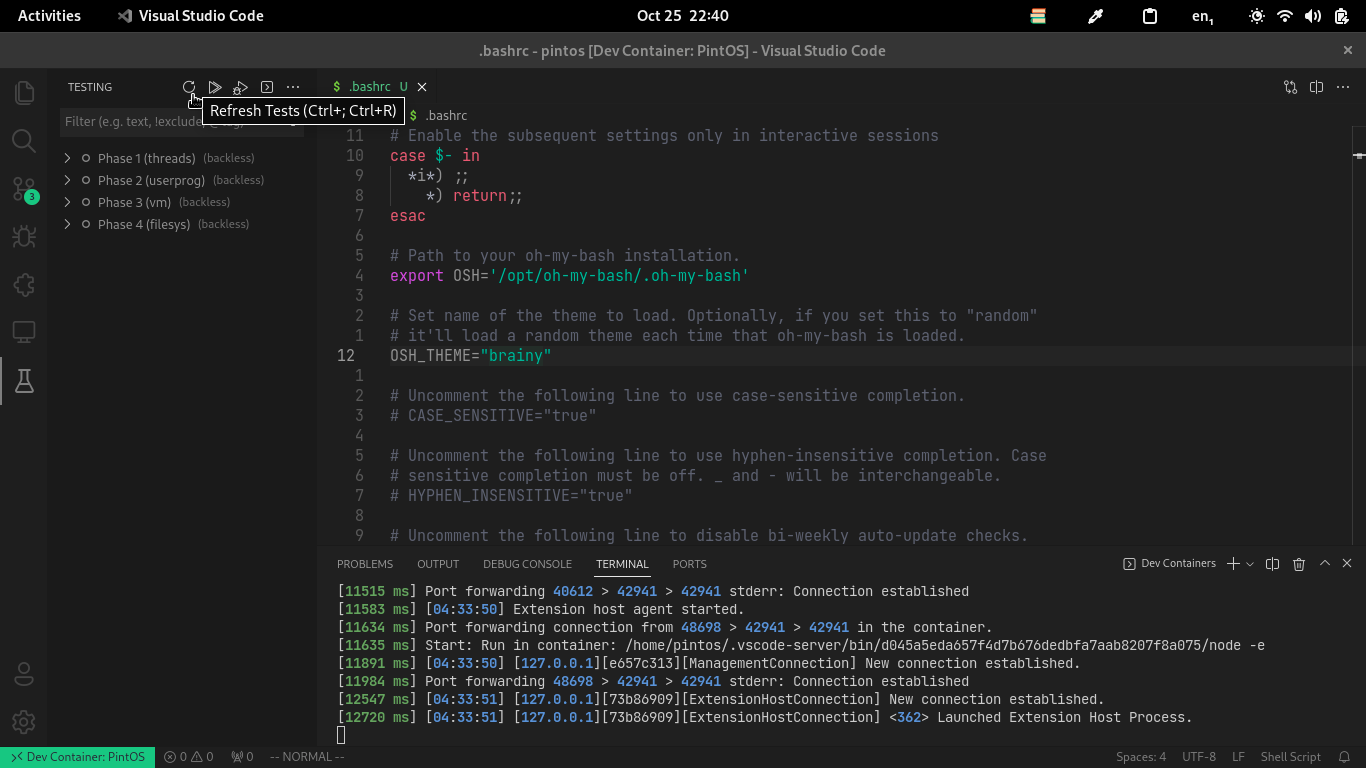 Activities
Visual Studio Code
Oct 25 22:40
en1
.bashrc - pintos [Dev Container: PintOS] - Visual Studio Code
TESTING
Refresh Tests (Ctrl+; Ctrl+R)
Filter (e.g. text, !exclude,
Phase 1 (threads) (backless)
Phase 2 (userprog) (backless)
Phase 3 (vm) (backless)
Phase 4 (filesys) (backless)
3
$ .bashrc U
$ .bashrc
11 # Enable the subsequent settings only in interactive sessions
10 case $- in
9 *i*) ;;
8 *) return;;
7 esac
6
5 # Path to your oh-my-bash installation.
4 export OSH='/opt/oh-my-bash/.oh-my-bash'
3
2 # Set name of the theme to load. Optionally, if you set this to "random"
1 # it'll load a random theme each time that oh-my-bash is loaded.
12 OSH_THEME="brainy"
1
2 # Uncomment the following line to use case-sensitive completion.
3 # CASE_SENSITIVE="true"
4
5 # Uncomment the following line to use hyphen-insensitive completion. Case
6 # sensitive completion must be off. _ and - will be interchangeable.
7 # HYPHEN_INSENSITIVE="true"
8
9 # Uncomment the following line to disable bi-weekly auto-update checks.
PROBLEMS OUTPUT DEBUG CONSOLE TERMINAL PORTS
Dev Containers
[11515 ms] Port forwarding 40612 > 42941 > 42941 stderr: Connection established
[11583 ms] [04:33:50] Extension host agent started.
[11634 ms] Port forwarding connection from 48698 > 42941 > 42941 in the container.
[11635 ms] Start: Run in container: /home/pintos/.vscode-server/bin/d045a5eda657f4d7b676dedbfa7aab8207f8a075/node -e
[11891 ms] [04:33:50] [127.0.0.1][e657c313][ManagementConnection] New connection established.
[11984 ms] Port forwarding 48698 > 42941 > 42941 stderr: Connection established
[12547 ms] [04:33:51] [127.0.0.1][73b86909][ExtensionHostConnection] New connection established.
[12720 ms] [04:33:51] [127.0.0.1][73b86909][ExtensionHostConnection] <362> Launched Extension Host Process.
Dev Container: PintOS
0 0
0
-- NORMAL --
Spaces: 4
UTF-8
LF
Shell Script